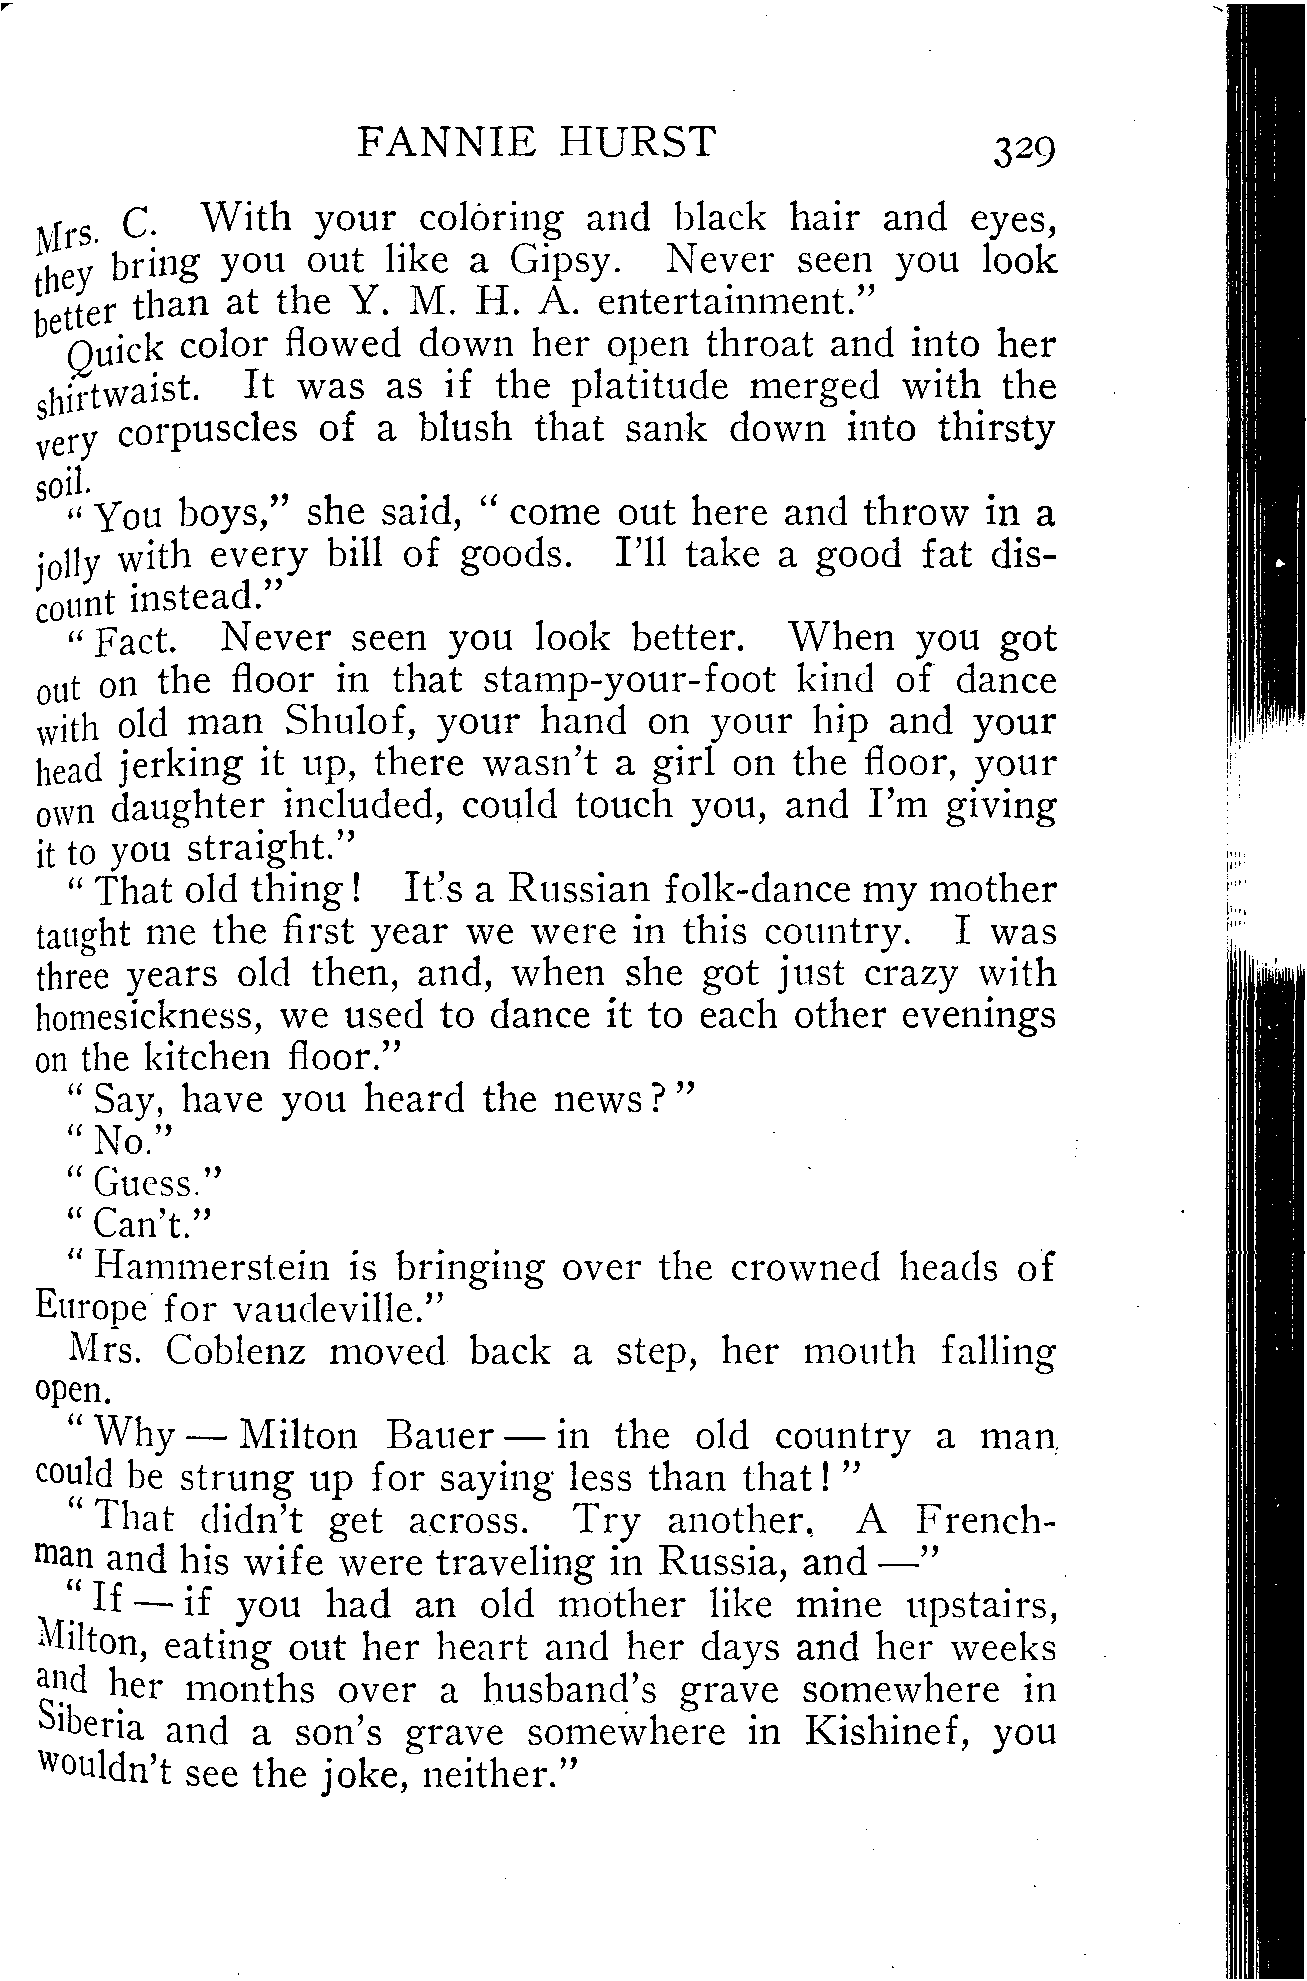 FANNIE HURST 329
Mrs. C. With your coloring and black hair and eyes,
they bring you out like a Gipsy. Never seen you look
better than at the Y. M. H. A. entertainment."
Quick color flowed down her open throat and into her
shirtwaist. It was as if the platitude merged with the
very corpuscles of a blush that sank down into thirsty
soil.
"You boys," she said, "come out here and throw in a
jolly with every bill of goods. I'll take a good fat dis-
count instead."
"Fact. Never seen you look better. When you got
out on the floor in that stamp-your-foot kind of dance
with old man Shulof, your hand on your hip and your
head jerking it up, there wasn't a girl on the floor, your
own daughter included, could touch you, and I'm giving
it to you straight."
"That old thing! It's a Russian folk-dance my mother
taught me the first year we were in this country. I was
three years old then, and, when she got just crazy with
homesickness, we used to dance it to each other evenings
on the kitchen floor."
"Say, have you heard the news?"
"No."
"Guess."
"Can't."
"Hammerstein is bringing over the crowned heads of
Europe for vaudeville."
Mrs. Coblenz moved back a step, her mouth falling
open.
"Why — Milton Bauer — in the old country a man
could be strung up for saying less than that!"
"That didn't get across. Try another. A French-
man and his wife were traveling in Russia, and —"
"If — if you had an old mother like mine upstairs,
Milton, eating out her heart and her days and her weeks
and her months over a husband's grave somewhere in
Siberia and a son's grave somewhere in Kishinef, you
wouldn't see the joke, neither."